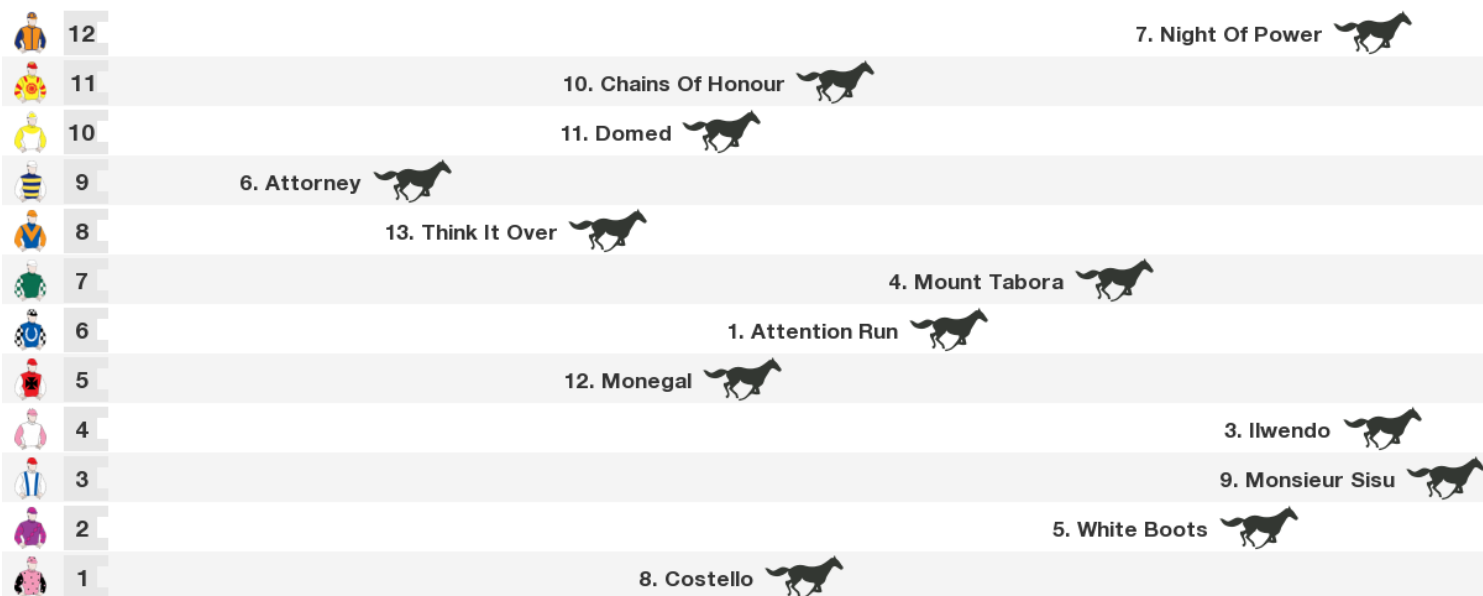 12 7. Night Of Power
11 10. Chains Of Honour
10 11. Domed
9 6. Attorney
8 13. Think It Over
7 4. Mount Tabora
6 1. Attention Run
5 12. Monegal
4 3. Ilwendo
3 9. Monsieur Sisu
2 5. White Boots
1 8. Costello